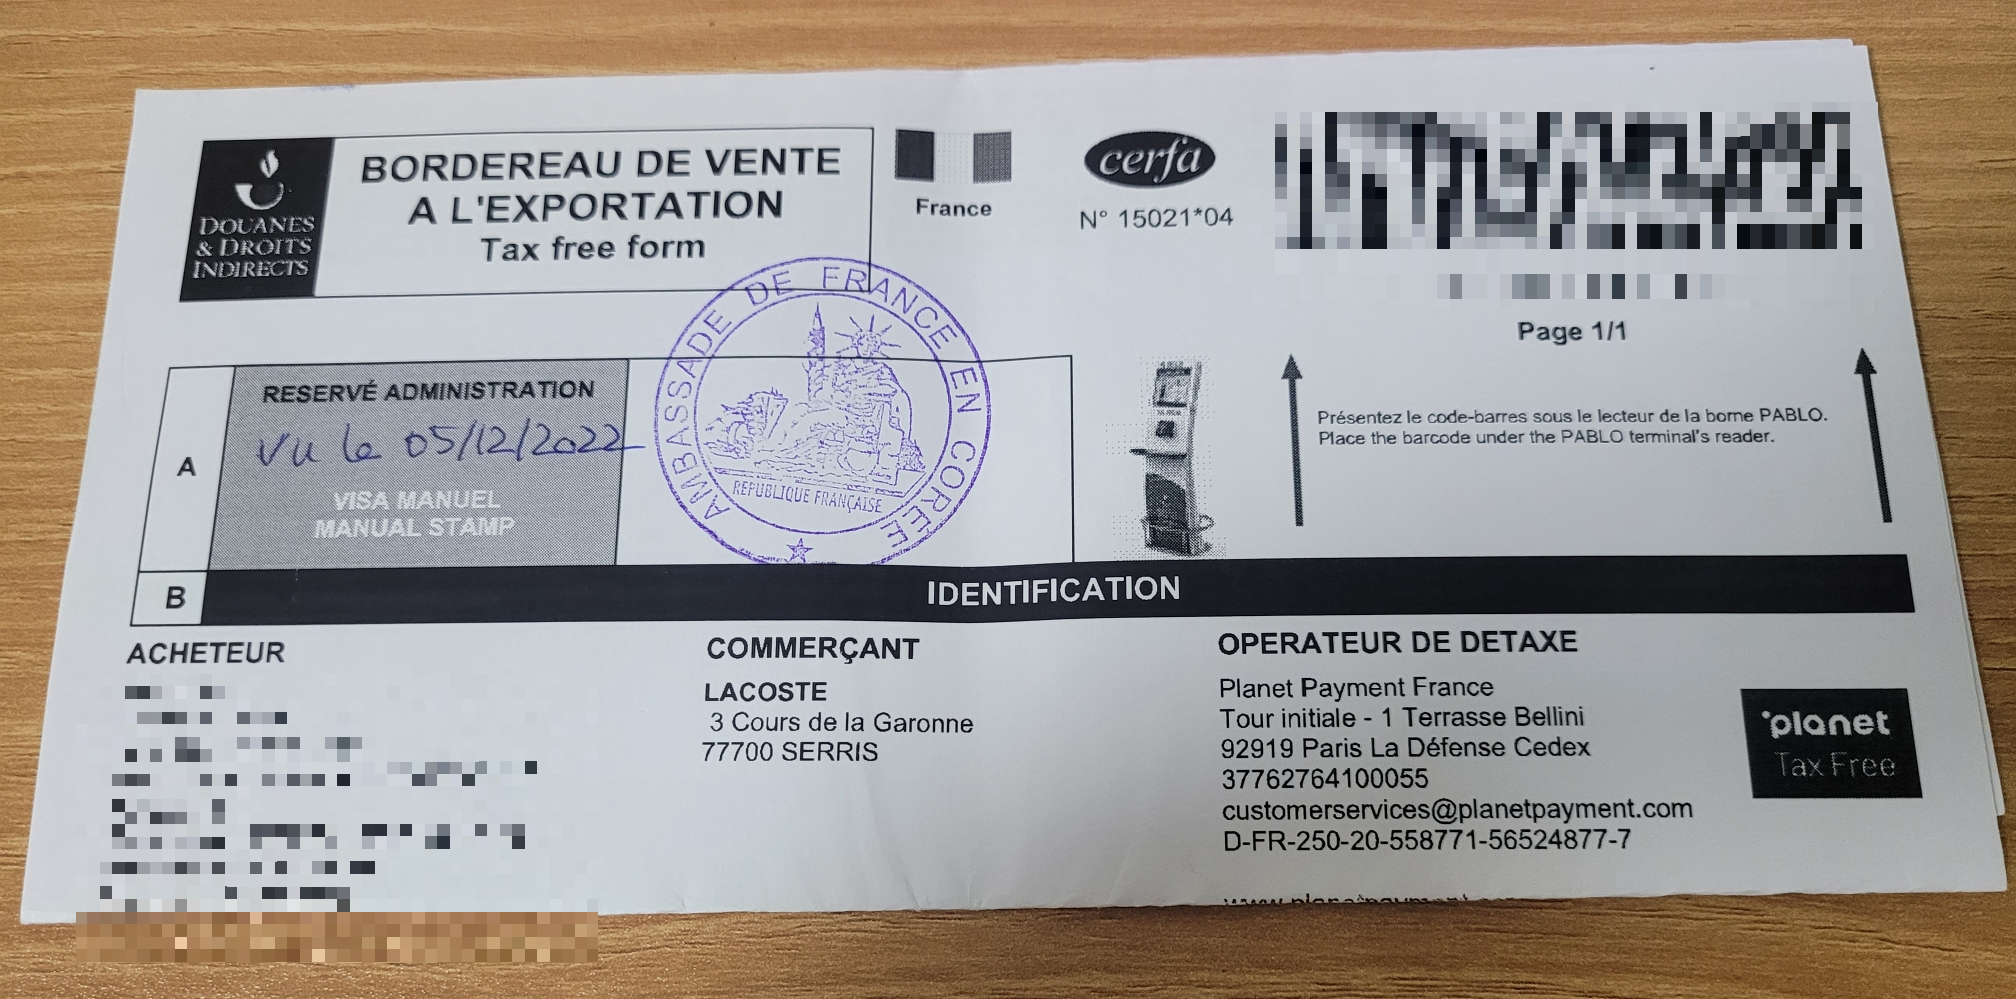 DOUANES
& DROITS
INDIRECTS
BORDEREAU DE VENTE
A L'EXPORTATION
Tax free form
France
cerfa
N° 15021*04
Page 1/1
AMBASSADE DE FRANCE EN CORÉE
REPUBLIQUE FRANÇAISE
A
RESERVÉ ADMINISTRATION
Vu le 05/12/2022
VISA MANUEL
MANUAL STAMP
Présentez le code-barres sous le lecteur de la borne PABLO.
Place the barcode under the PABLO terminal's reader.
B
IDENTIFICATION
ACHETEUR
COMMERÇANT
LACOSTE
3 Cours de la Garonne
77700 SERRIS
OPERATEUR DE DETAXE
Planet Payment France
Tour initiale - 1 Terrasse Bellini
92919 Paris La Défense Cedex
37762764100055
customerservices@planetpayment.com
D-FR-250-20-558771-56524877-7
planet
Tax Free